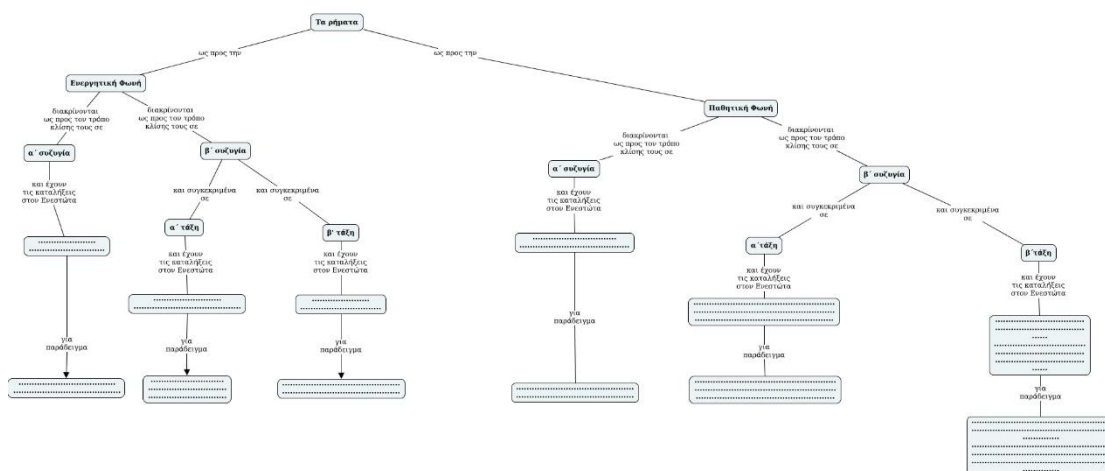 Τα ρήματα
ως προς την
ως προς την
Ενεργητική Φωνή
Παθητική Φωνή
διακρίνονται
ως προς τον τρόπο
κλίσης τους σε
διακρίνονται
ως προς τον τρόπο
κλίσης τους σε
διακρίνονται
ως προς τον τρόπο
κλίσης τους σε
διακρίνονται
ως προς τον τρόπο
κλίσης τους σε
α΄ συζυγία
β΄ συζυγία
α΄ συζυγία
β΄ συζυγία
και έχουν
τις καταλήξεις
στον Ενεστώτα
και συγκεκριμένα
σε
και συγκεκριμένα
σε
και έχουν
τις καταλήξεις
στον Ενεστώτα
και συγκεκριμένα
σε
και συγκεκριμένα
σε
α΄ τάξη
β' τάξη
α΄τάξη
β΄τάξη
και έχουν
τις καταλήξεις
στον Ενεστώτα
και έχουν
τις καταλήξεις
στον Ενεστώτα
και έχουν
τις καταλήξεις
στον Ενεστώτα
και έχουν
τις καταλήξεις
στον Ενεστώτα
για
παράδειγμα
για
παράδειγμα
για
παράδειγμα
για
παράδειγμα
για
παράδειγμα
για
παράδειγμα